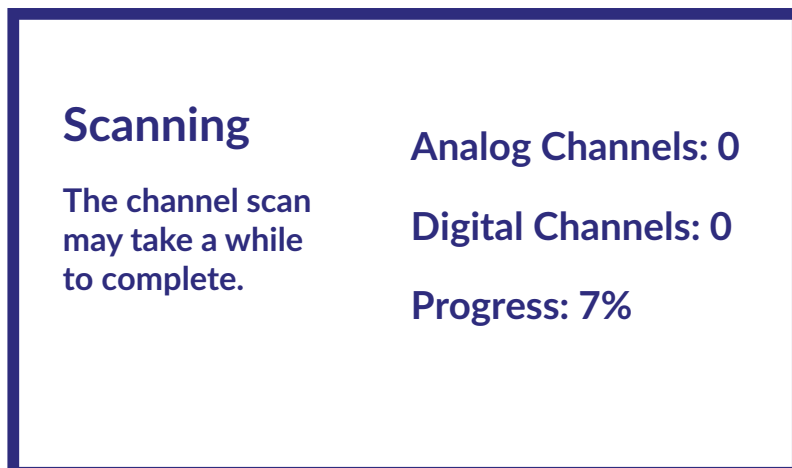 Scanning
The channel scan
may take a while
to complete.
Analog Channels: 0
Digital Channels: 0
Progress: 7%